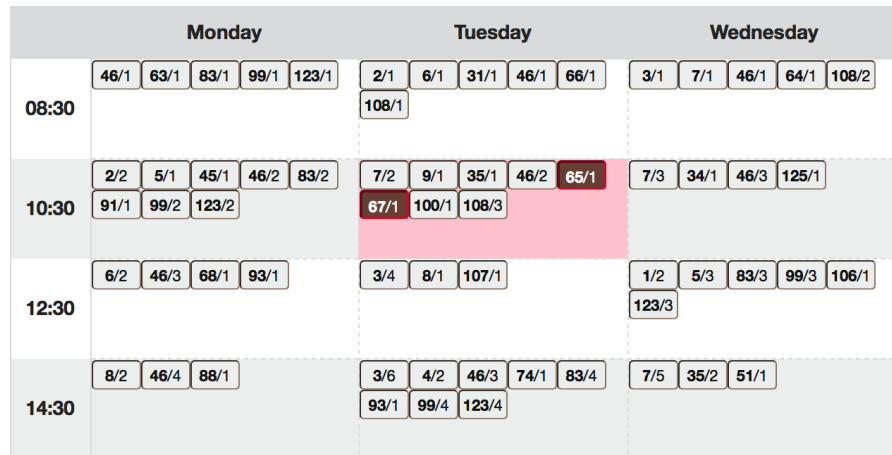 Monday Tuesday Wednesday
08:30
46/1 63/1 83/1 99/1 123/1
2/1 6/1 31/1 46/1 66/1
108/1
3/1 7/1 46/1 64/1 108/2
10:30
2/2 5/1 45/1 46/2 83/2
91/1 99/2 123/2
7/2 9/1 35/1 46/2 65/1
67/1 100/1 108/3
7/3 34/1 46/3 125/1
12:30
6/2 46/3 68/1 93/1
3/4 8/1 107/1
1/2 5/3 83/3 99/3 106/1
123/3
14:30
8/2 46/4 88/1
3/6 4/2 46/3 74/1 83/4
93/1 99/4 123/4
7/5 35/2 51/1